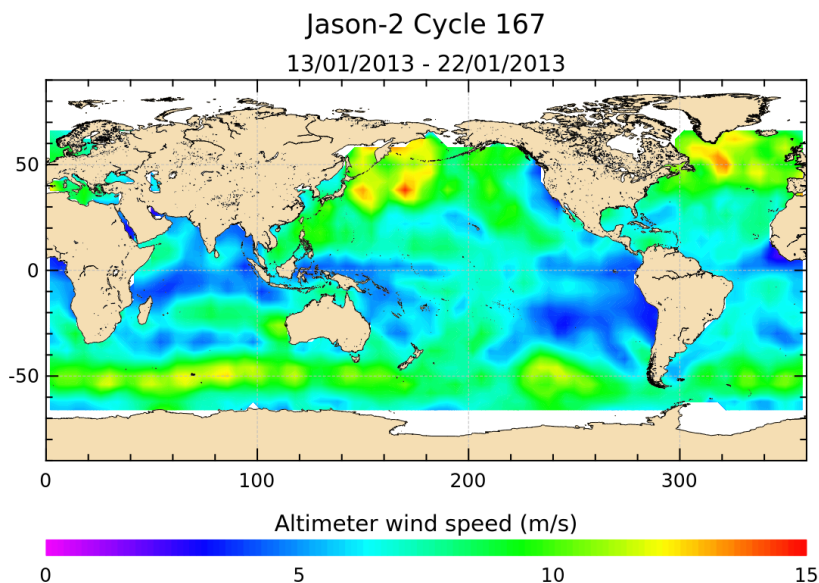 Jason-2 Cycle 167
13/01/2013 - 22/01/2013
50
0
-50
0 100 200 300
Altimeter wind speed (m/s)
0 5 10 15